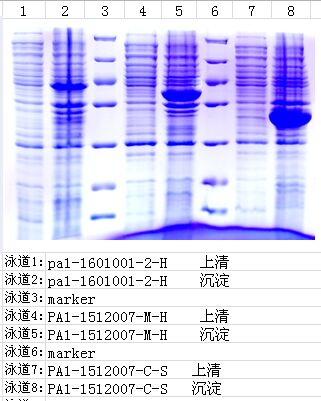 1 2 3 4 5 6 7 8
泳道1: pa1-1601001-2-H 上清
泳道2: pa1-1601001-2-H 沉淀
泳道3: marker
泳道4: PA1-1512007-M-H 上清
泳道5: PA1-1512007-M-H 沉淀
泳道6: marker
泳道7: PA1-1512007-C-S 上清
泳道8: PA1-1512007-C-S 沉淀